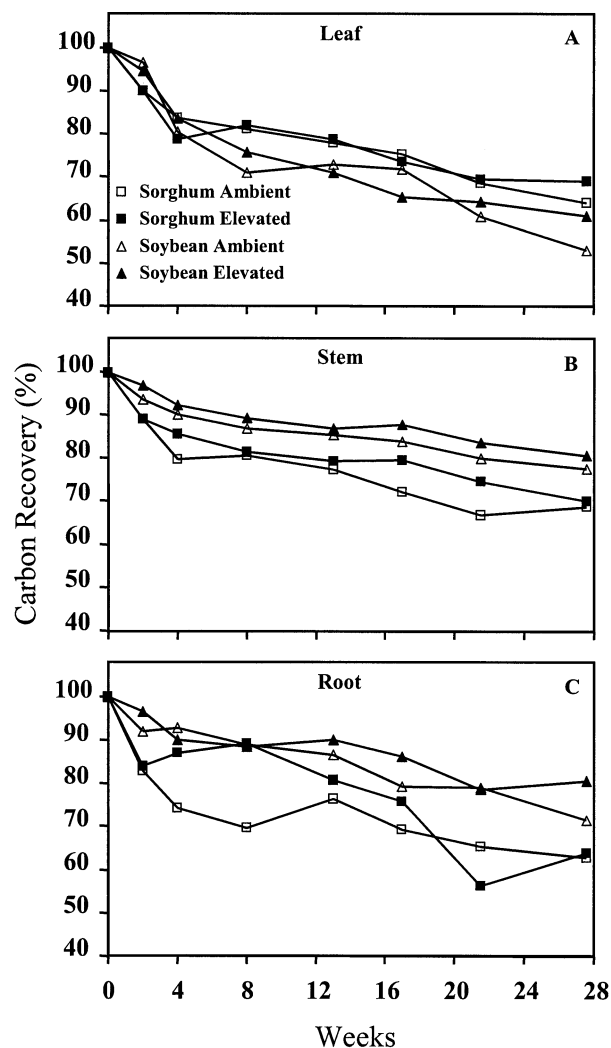 Leaf A
100
90
80
70
60
50
40
Sorghum Ambient
Sorghum Elevated
Soybean Ambient
Soybean Elevated
Stem B
100
90
80
70
60
50
40
Carbon Recovery (%)
Root C
100
90
80
70
60
50
40
0 4 8 12 16 20 24 28
Weeks